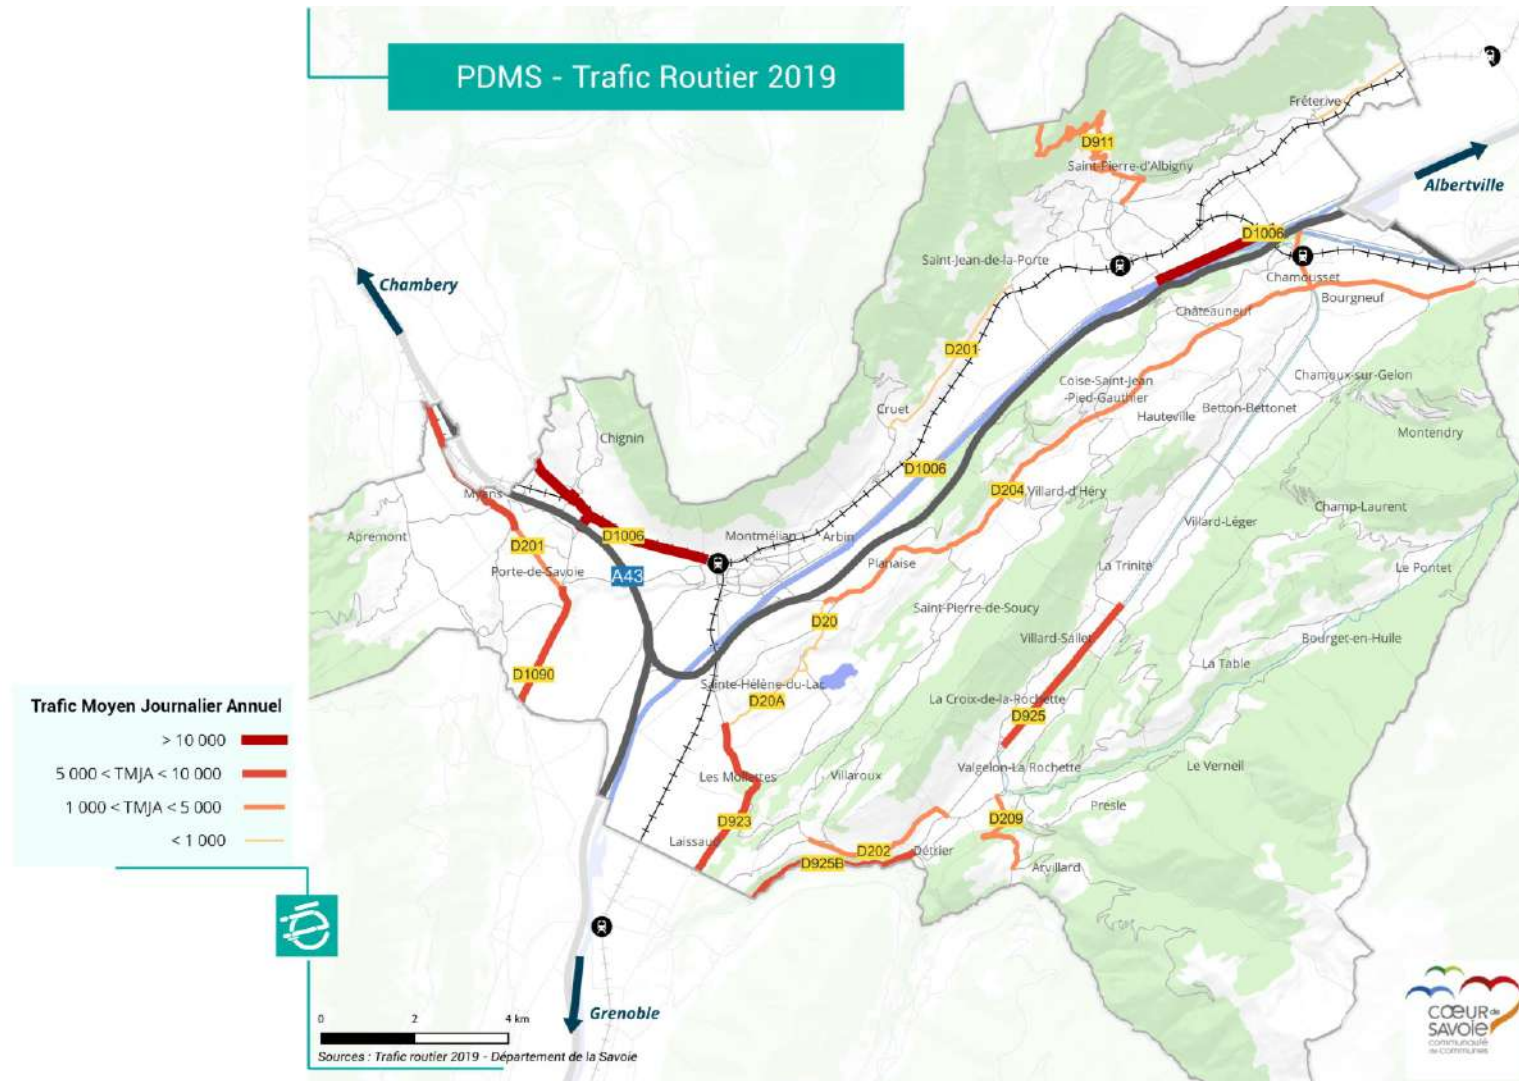 PDMS - Trafic Routier 2019
Fréterive
D911
Saint-Pierre-d'Albigny
Albertville
D1006
Saint-Jean-de-la-Porte
Chamousset
Chambery
Bourgneuf
Châteauneuf
D201
Coise-Saint-Jean
-Pied-Gauthier
Chamoux-sur-Gelon
Cruet
Hauteville
Betton-Bettonet
Chignin
Montendry
D1006
Myans
D204
Villard-d'Héry
Champ-Laurent
Villard-Léger
Apremont
D201
D1006
Montmélian
Arbin
Planaise
La Trinité
Le Pontet
Porte-de-Savoie
A43
Saint-Pierre-de-Soucy
D20
Villard-Sallet
Bourget-en-Huile
La Table
D1090
Sainte-Hélène-du-Lac
D20A
La Croix-de-la-Rochette
D925
Trafic Moyen Journalier Annuel
> 10 000
5 000 < TMJA < 10 000
1 000 < TMJA < 5 000
< 1 000
Les Mollettes
Villaroux
Valgelon-La Rochette
Le Verneil
Presle
D923
D209
Laissaud
D202
Détrier
D925B
Arvillard
Grenoble
0 2 4 km
Sources : Trafic routier 2019 - Département de la Savoie
CŒUR de
SAVOIE
communauté
de communes